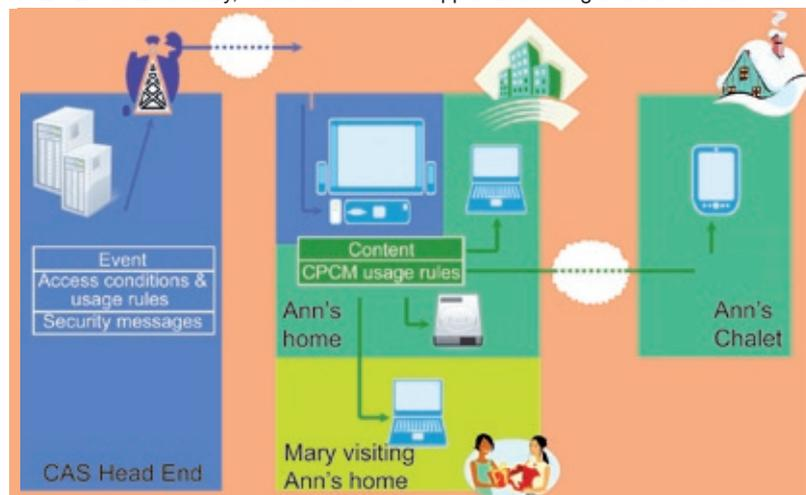 Event
Access conditions &
usage rules
Security messages
CAS Head End
Content
CPCM usage rules
Ann's
home
Mary visiting
Ann's home
Ann's
Chalet